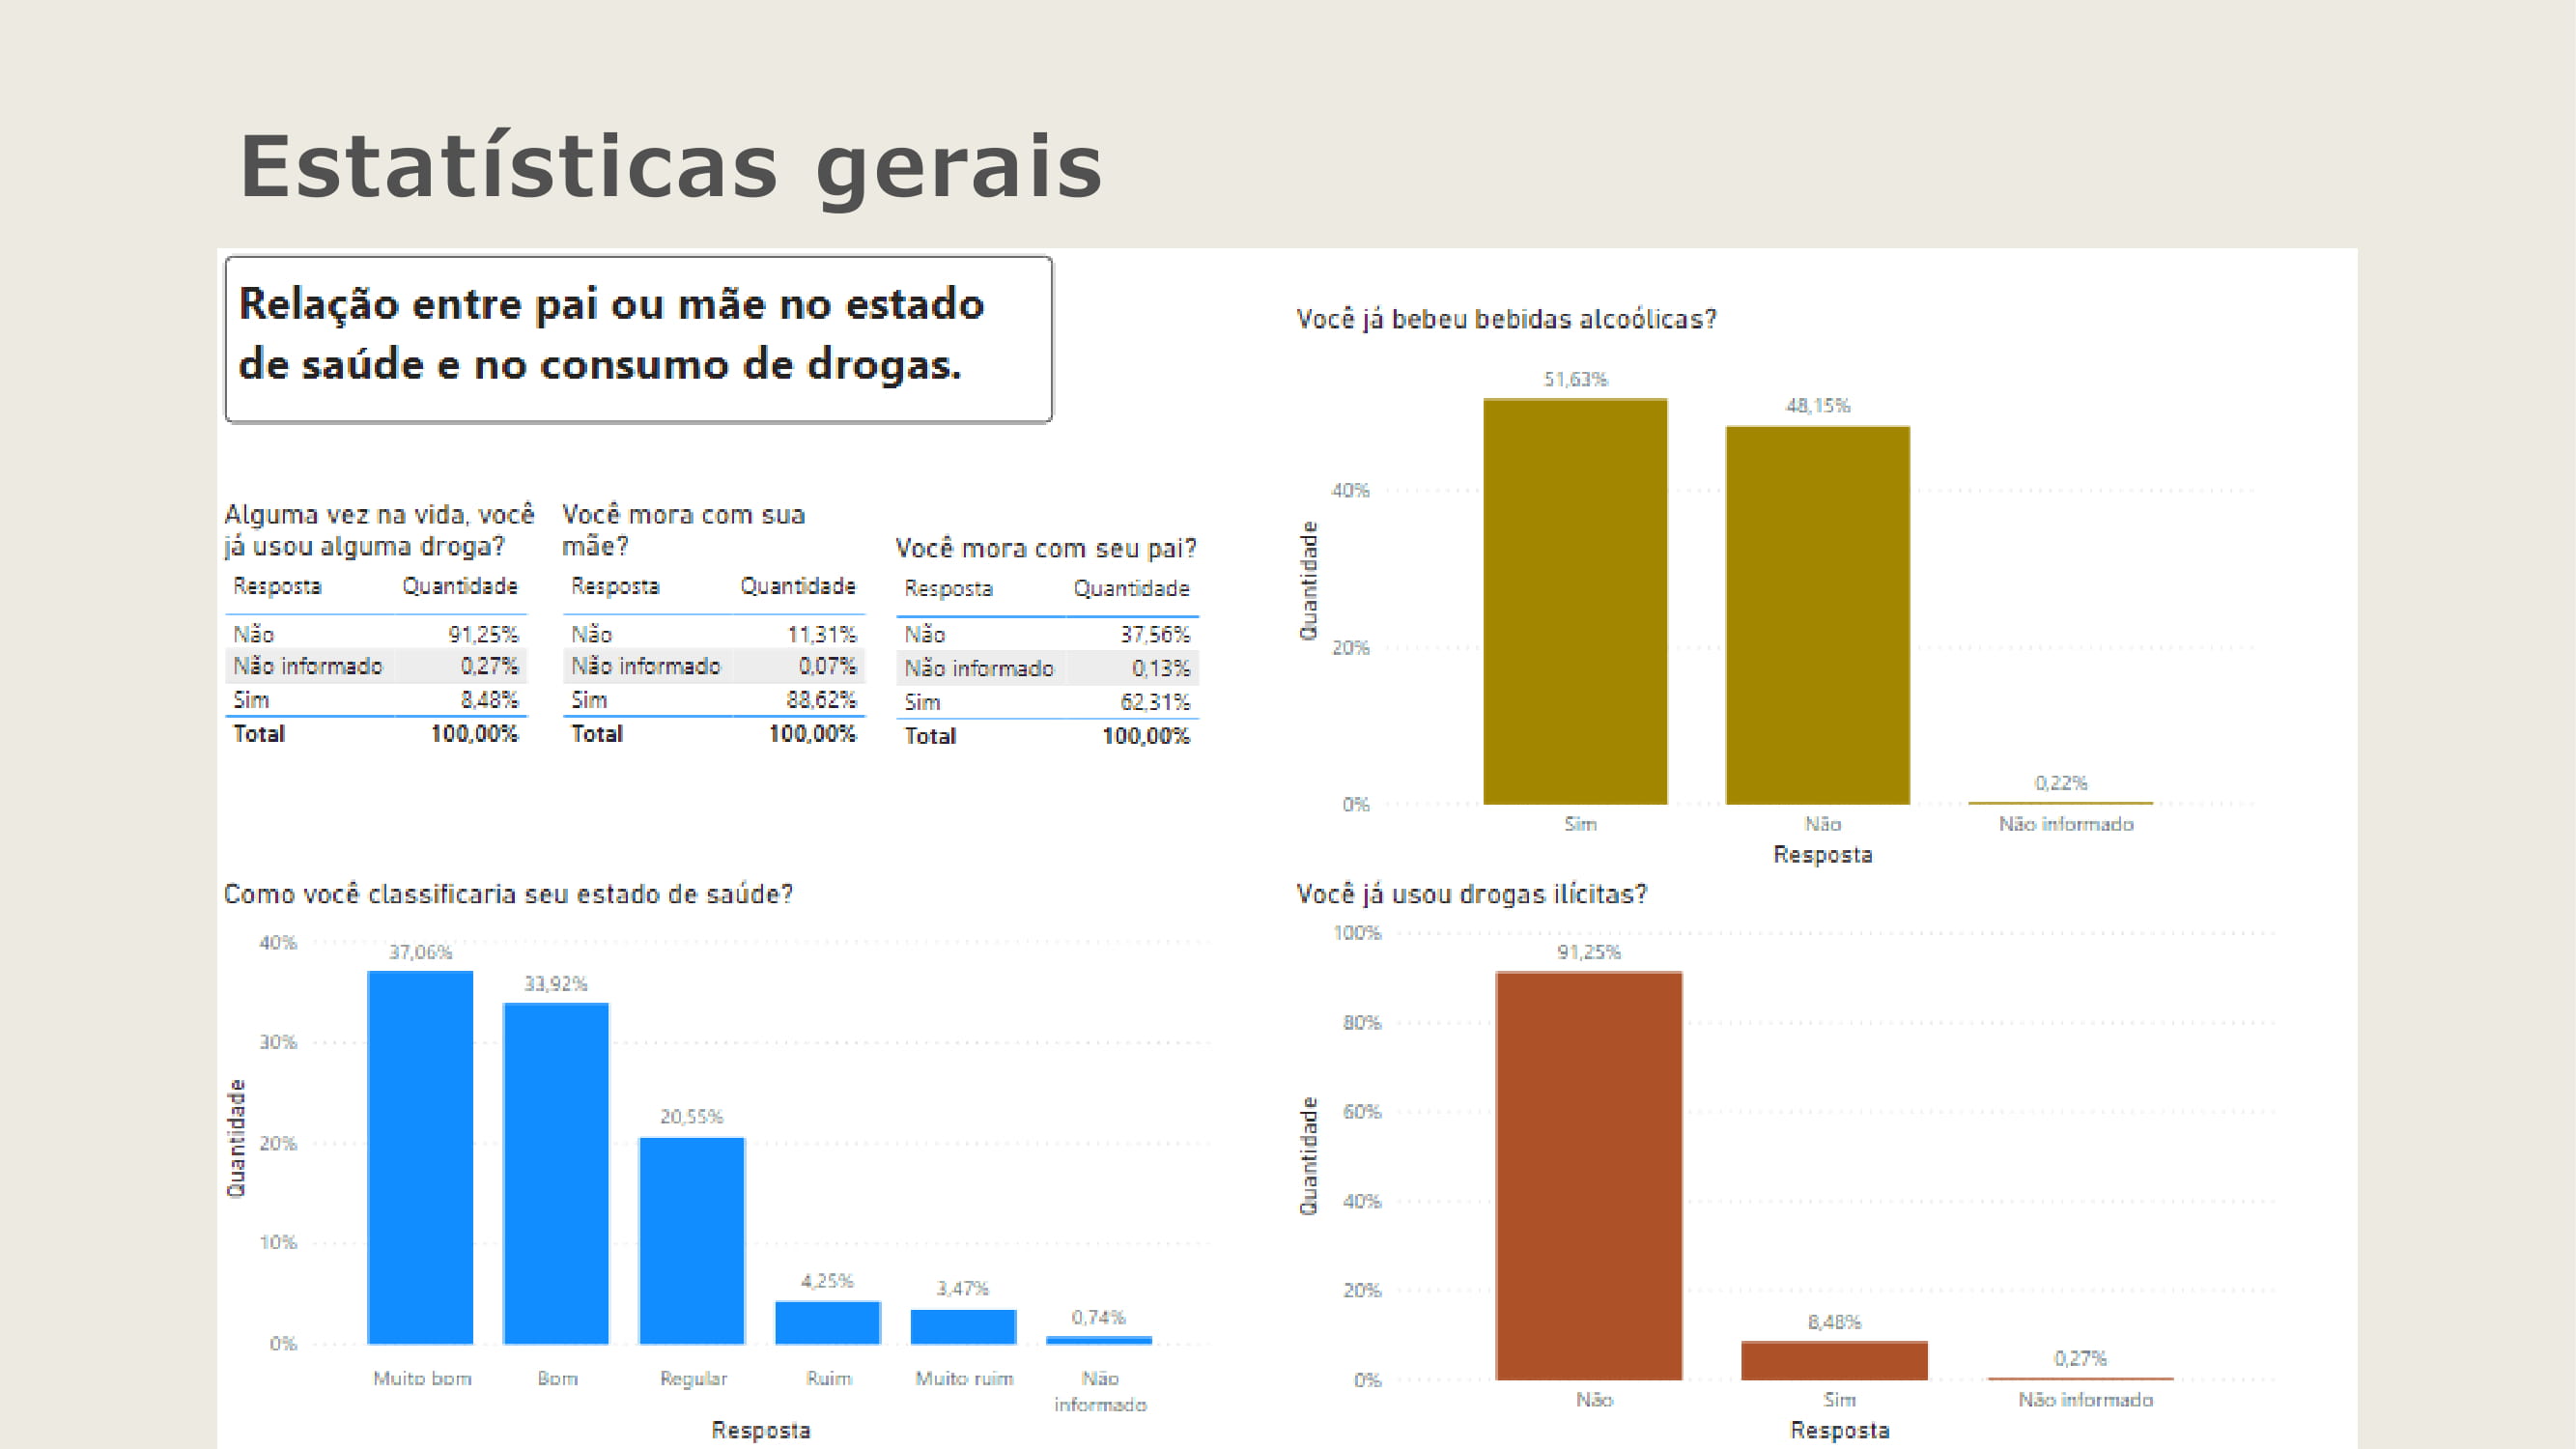 Estatísticas gerais
Relação entre pai ou mãe no estado
de saúde e no consumo de drogas.
Alguma vez na vida, você
já usou alguma droga?
Resposta Quantidade
Não 91,25%
Não informado 0,27%
Sim 8,48%
Total 100,00%
Você mora com sua
mãe?
Resposta Quantidade
Não 11,31%
Não informado 0,07%
Sim 88,62%
Total 100,00%
Você mora com seu pai?
Resposta Quantidade
Não 37,56%
Não informado 0,13%
Sim 62,31%
Total 100,00%
Você já bebeu bebidas alcoólicas?
51,63%
48,15%
0,22%
40%
20%
0%
Quantidade
Sim Não Não informado
Resposta
Como você classificaria seu estado de saúde?
40%
30%
20%
10%
0%
Quantidade
37,06%
33,92%
20,55%
4,25%
3,47%
0,74%
Muito bom Bom Regular Ruim Muito ruim Não
informado
Resposta
Você já usou drogas ilícitas?
100%
80%
60%
40%
20%
0%
Quantidade
91,25%
8,48%
0,27%
Não Sim Não informado
Resposta